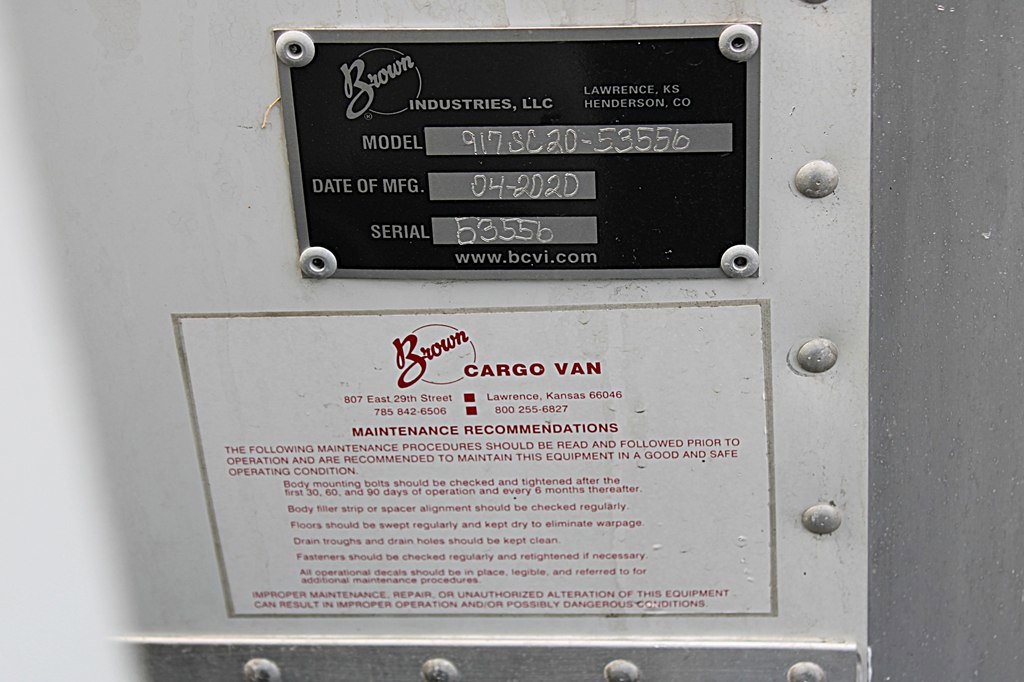 Brown
INDUSTRIES, LLC
LAWRENCE, KS
HENDERSON, CO
MODEL 917SC20-53556
DATE OF MFG. 04-2020
SERIAL 53556
www.bcvi.com
Brown
CARGO VAN
807 East 29th Street ■ Lawrence, Kansas 66046
785 842-6506 ■ 800 255-6827
MAINTENANCE RECOMMENDATIONS
THE FOLLOWING MAINTENANCE PROCEDURES SHOULD BE READ AND FOLLOWED PRIOR TO
OPERATION AND ARE RECOMMENDED TO MAINTAIN THIS EQUIPMENT IN A GOOD AND SAFE
OPERATING CONDITION.
Body mounting bolts should be checked and tightened after the
first 30, 60, and 90 days of operation and every 6 months thereafter.
Body filler strip or spacer alignment should be checked regularly.
Floors should be swept regularly and kept dry to eliminate warpage.
Drain troughs and drain holes should be kept clean.
Fasteners should be checked regularly and retightened if necessary.
All operational decals should be in place, legible, and referred to for
additional maintenance procedures.
IMPROPER MAINTENANCE, REPAIR, OR UNAUTHORIZED ALTERATION OF THIS EQUIPMENT
CAN RESULT IN IMPROPER OPERATION AND/OR POSSIBLY DANGEROUS CONDITIONS.